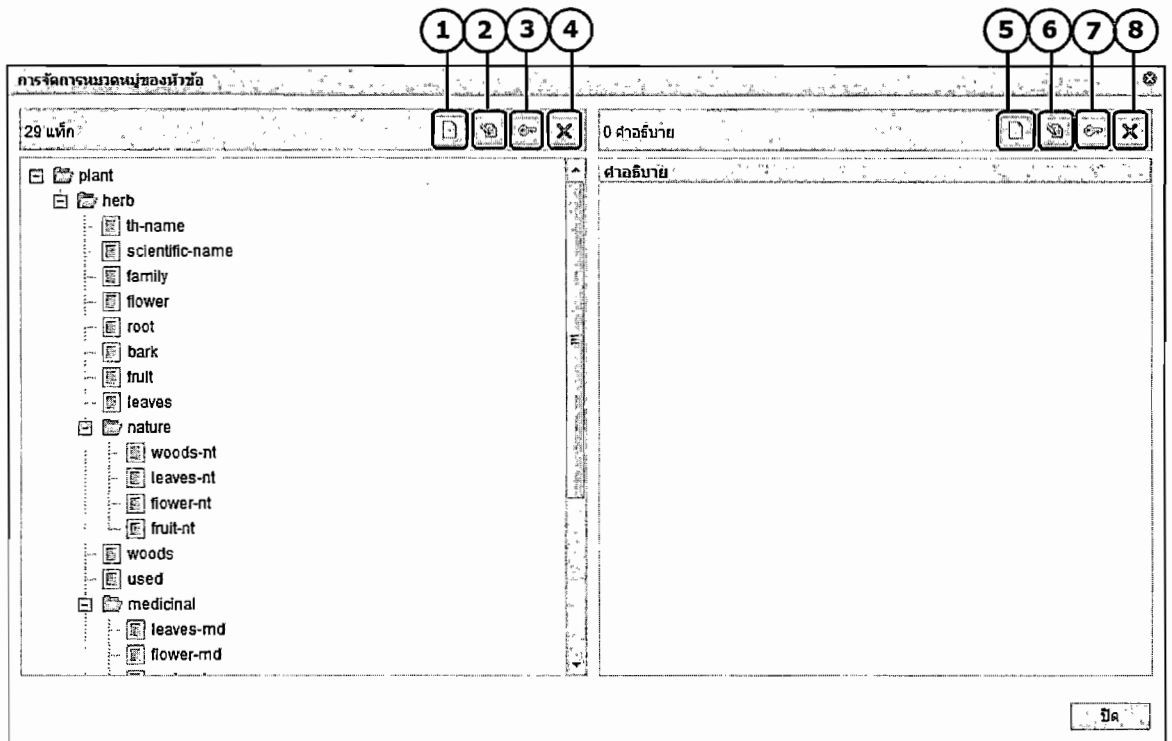 1 2 3 4 5 6 7 8
การจัดการหมวดหมู่ของหัวข้อ
29 แท็ก
0 คำอธิบาย
คำอธิบาย
plant
herb
th-name
scientific-name
family
flower
root
bark
fruit
leaves
nature
woods-nt
leaves-nt
flower-nt
fruit-nt
woods
used
medicinal
leaves-md
flower-md
ปิด